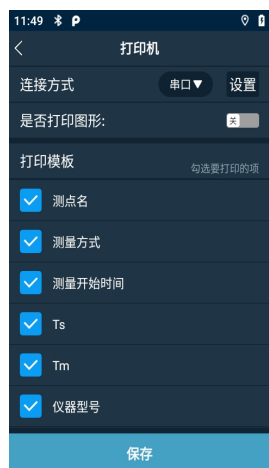 11:49
打印机
连接方式 串口▼ 设置
是否打印图形: 关
打印模板 勾选要打印的项
测点名
测量方式
测量开始时间
Ts
Tm
仪器型号
保存